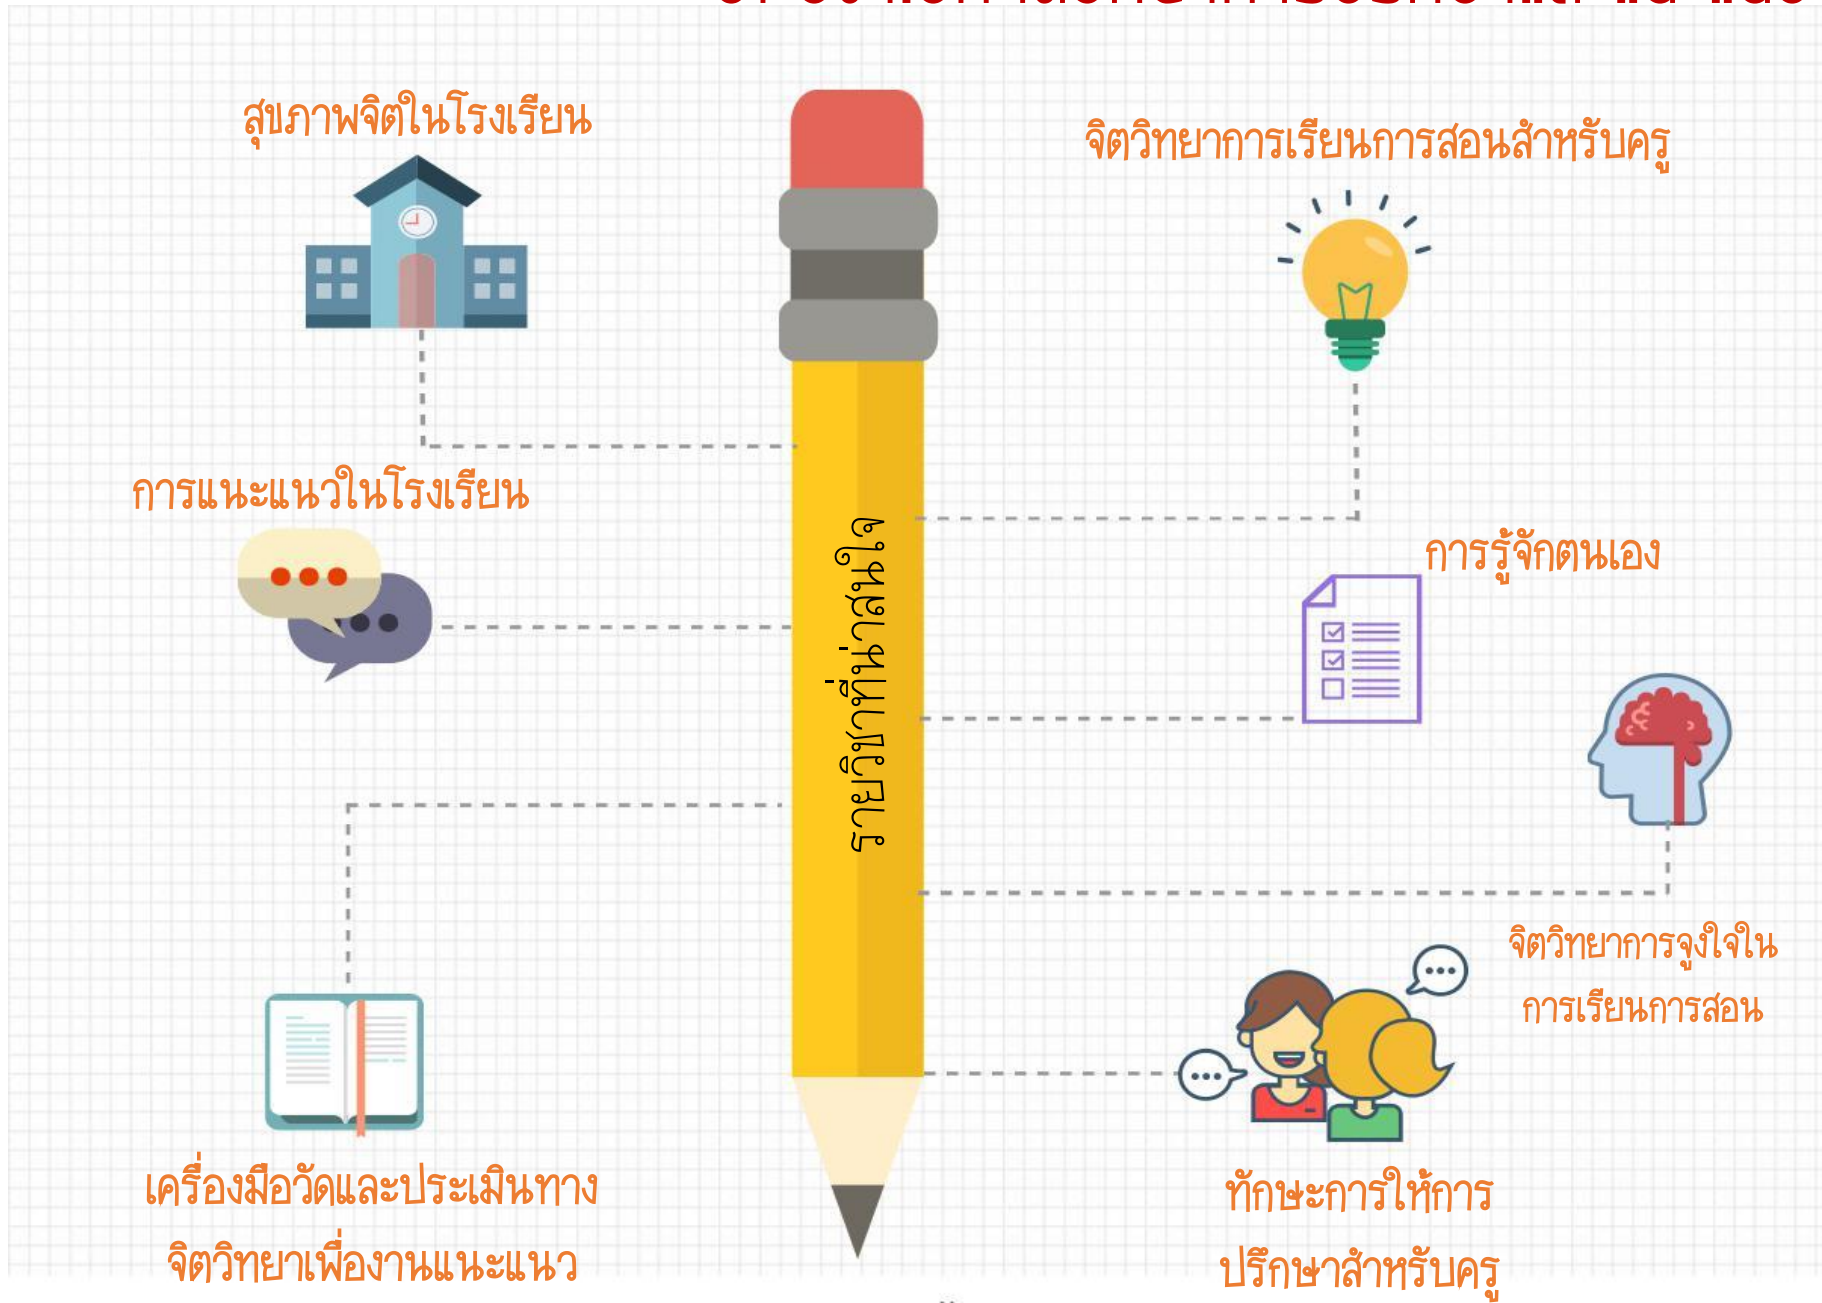 สุขภาพจิตในโรงเรียน
จิตวิทยาการเรียนการสอนสำหรับครู
การแนะแนวในโรงเรียน
การรู้จักตนเอง
รายวิชาที่น่าสนใจ
จิตวิทยาการจูงใจใน
การเรียนการสอน
เครื่องมือวัดและประเมินทาง
จิตวิทยาเพื่องานแนะแนว
ทักษะการให้การ
ปรึกษาสำหรับครู